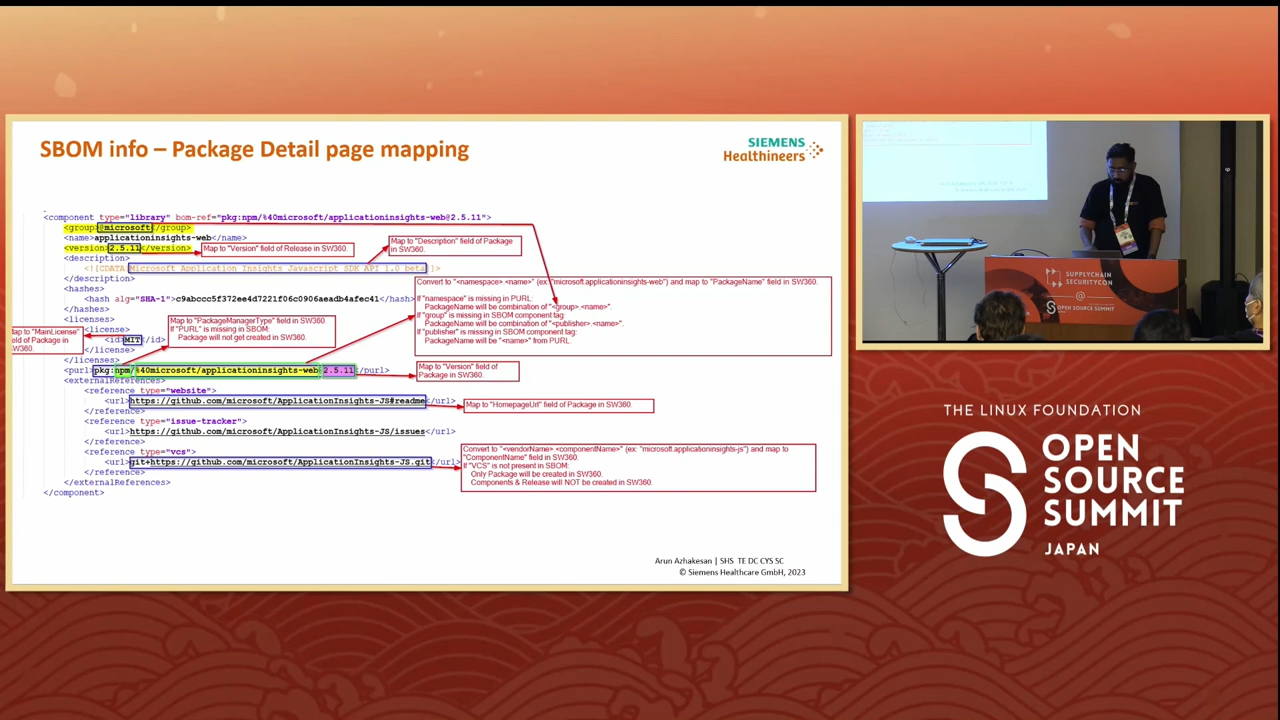 SBOM info – Package Detail page mapping
SIEMENS
Healthineers
<component type="library" bom-ref="pkg:npm/%40microsoft/applicationinsights-web@2.5.11">
<group>@microsoft</group>
<name>applicationinsights-web</name>
<version>2.5.11</version>
Map to "Version" field of Release in SW360.
Map to "Description" field of Package
in SW360.
<description>
<![CDATA[Microsoft Application Insights Javascript SDK API 1.0 beta]]>
</description>
<hashes>
<hash alg="SHA-1">c9abccc5f372ee4d7221f06c0906aeadb4afec41</hash>
Convert to "<namespace>.<name>" (ex: "microsoft.applicationinsights-web") and map to "PackageName" field in SW360.
If "namespace" is missing in PURL:
PackageName will be combination of "<group>.<name>".
If "group" is missing in SBOM component tag:
PackageName will be combination of "<publisher>.<name>".
If "publisher" is missing in SBOM component tag:
PackageName will be "<name>" from PURL.
</hashes>
<licenses>
<license>
<id>MIT</id>
</license>
</licenses>
Map to "MainLicense"
field of Package in
SW360.
Map to "PackageManagerType" field in SW360.
If "PURL" is missing in SBOM:
Package will not get created in SW360.
<purl>pkg:npm/%40microsoft/applicationinsights-web@2.5.11</purl>
Map to "Version" field of
Package in SW360.
<externalReferences>
<reference type="website">
<url>https://github.com/microsoft/ApplicationInsights-JS#readme</url>
Map to "HomepageUrl" field of Package in SW360.
</reference>
<reference type="issue-tracker">
<url>https://github.com/microsoft/ApplicationInsights-JS/issues</url>
</reference>
<reference type="vcs">
<url>git+https://github.com/microsoft/ApplicationInsights-JS.git</url>
</reference>
</externalReferences>
</component>
Convert to "<vendorName>.<componentName>" (ex: "microsoft.applicationinsights-js") and map to
"ComponentName" field in SW360.
If "VCS" is not present in SBOM:
Only Package will be created in SW360.
Components & Release will NOT be created in SW360.
Arun Azhakesan | SHS TE DC CYS SC
© Siemens Healthcare GmbH, 2023
SUPPLYCHAIN
SECURITYCON
@
OPEN SOURCE SUMMIT
THE LINUX FOUNDATION
OPEN
SOURCE
SUMMIT
JAPAN